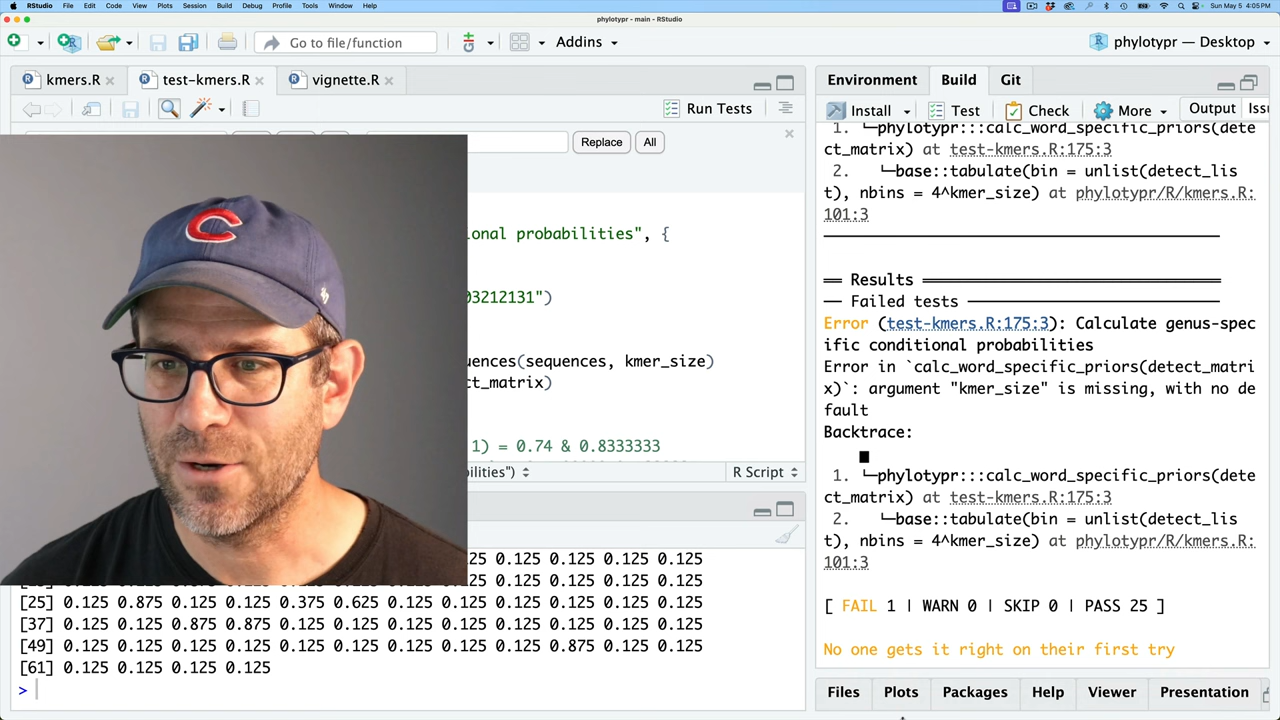 RStudio File Edit Code View Plots Session Build Debug Profile Tools Window Help
Sun May 5 4:05 PM
phylotypr - main - RStudio
Go to file/function
Addins
phylotypr — Desktop
kmers.R
test-kmers.R
vignette.R
Run Tests
Replace
All
onal probabilities", {
03212131")
uences(sequences, kmer_size)
ct_matrix)
1) = 0.74 & 0.8333333
bilities")
R Script
0.125 0.125 0.125 0.125
0.125 0.125 0.125 0.125
[25] 0.125 0.875 0.125 0.125 0.375 0.625 0.125 0.125 0.125 0.125 0.125 0.125
[37] 0.125 0.125 0.875 0.875 0.125 0.125 0.125 0.125 0.125 0.125 0.125 0.125
[49] 0.125 0.125 0.125 0.125 0.125 0.125 0.125 0.125 0.125 0.875 0.125 0.125
[61] 0.125 0.125 0.125 0.125
>
Environment
Build
Git
Install
Test
Check
More
Output
Iss
1. └─phylotypr:::calc_word_specific_priors(dete
ct_matrix) at test-kmers.R:175:3
2. └─base::tabulate(bin = unlist(detect_lis
t), nbins = 4^kmer_size) at phylotypr/R/kmers.R:
101:3
══ Results ══
── Failed tests ──
Error (test-kmers.R:175:3): Calculate genus-spec
ific conditional probabilities
Error in `calc_word_specific_priors(detect_matri
x)`: argument "kmer_size" is missing, with no de
fault
Backtrace:
■
1. └─phylotypr:::calc_word_specific_priors(dete
ct_matrix) at test-kmers.R:175:3
2. └─base::tabulate(bin = unlist(detect_lis
t), nbins = 4^kmer_size) at phylotypr/R/kmers.R:
101:3
[ FAIL 1 | WARN 0 | SKIP 0 | PASS 25 ]
No one gets it right on their first try
Files
Plots
Packages
Help
Viewer
Presentation
C